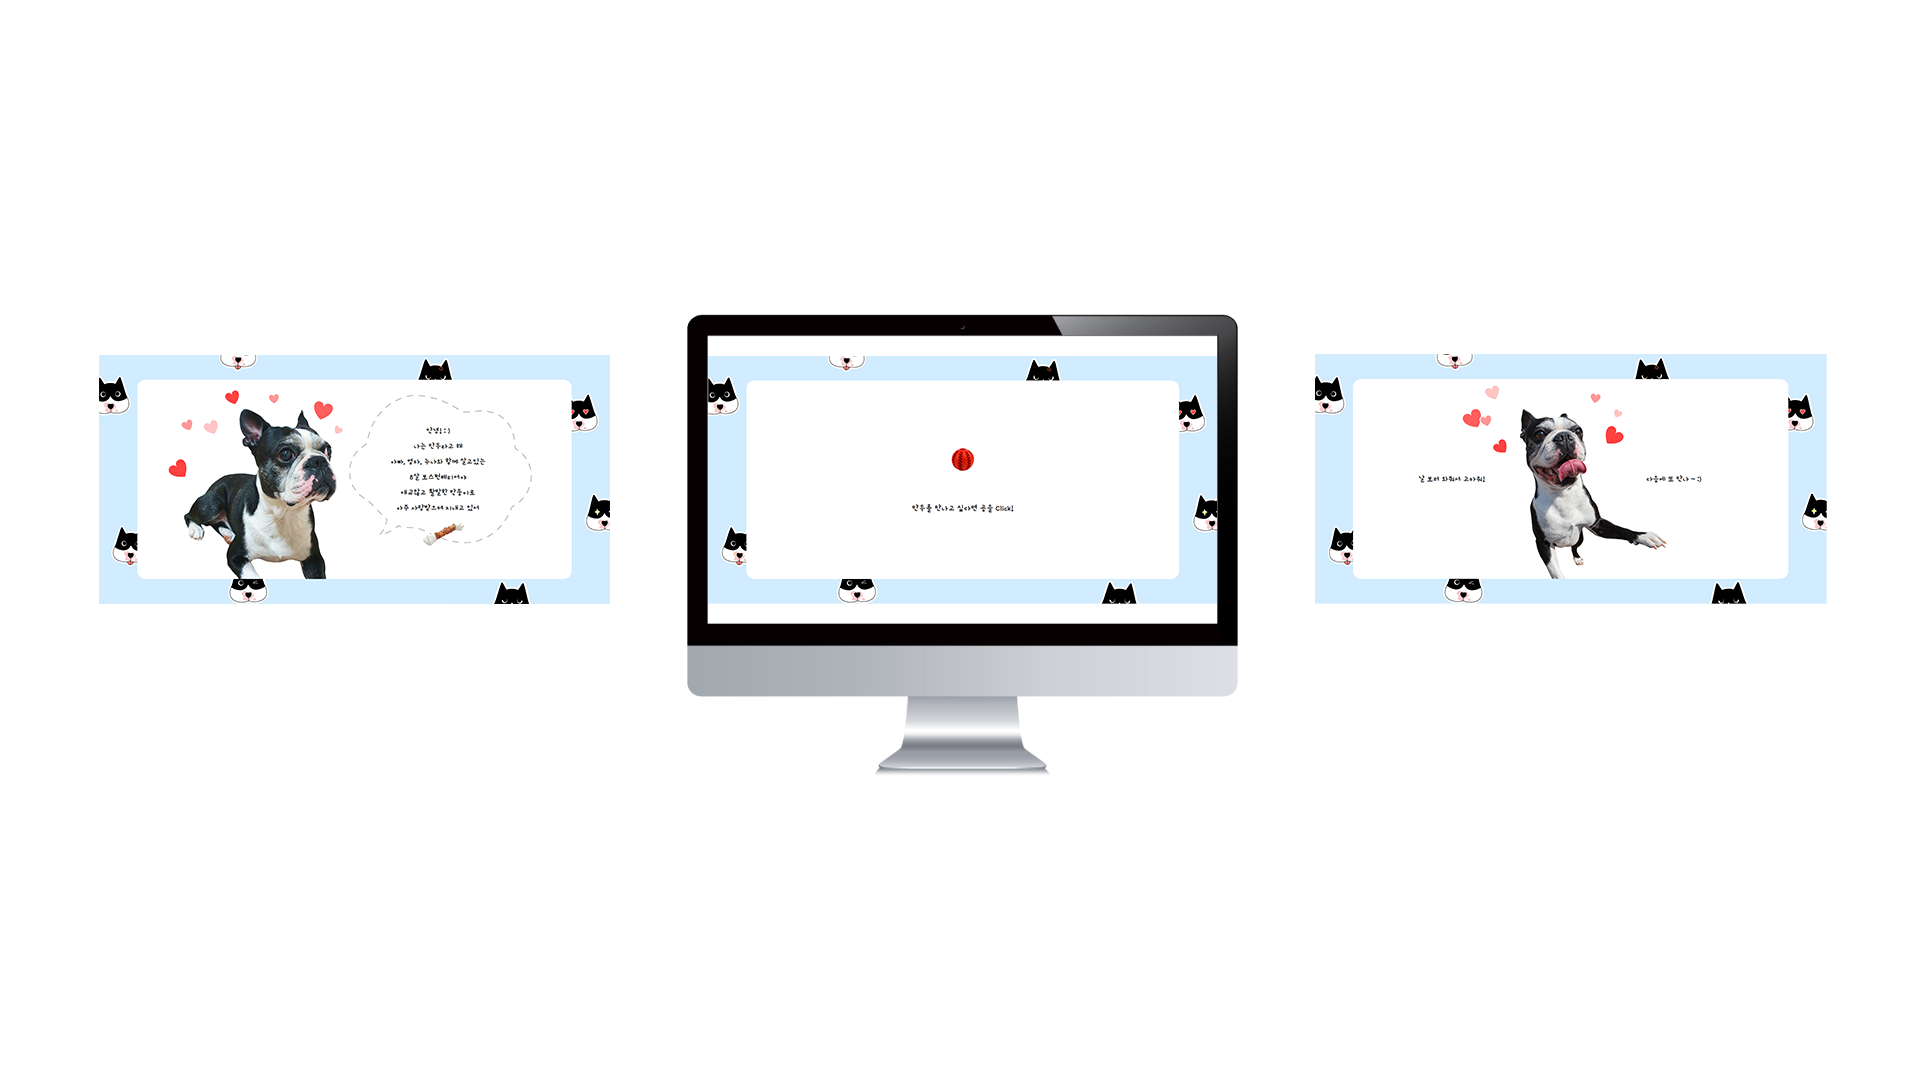 안녕! :)
나는 만두라고 해
아빠, 엄마, 누나와 함께 살고있는
8살 보스턴테리어야
애교많고 활발한 만둥이로
아주 사랑받으며 지내고 있어
만두를 만나고 싶다면 공을 Click!
날 보러 와줘서 고마워!
다음에 또 만나 ~ :)